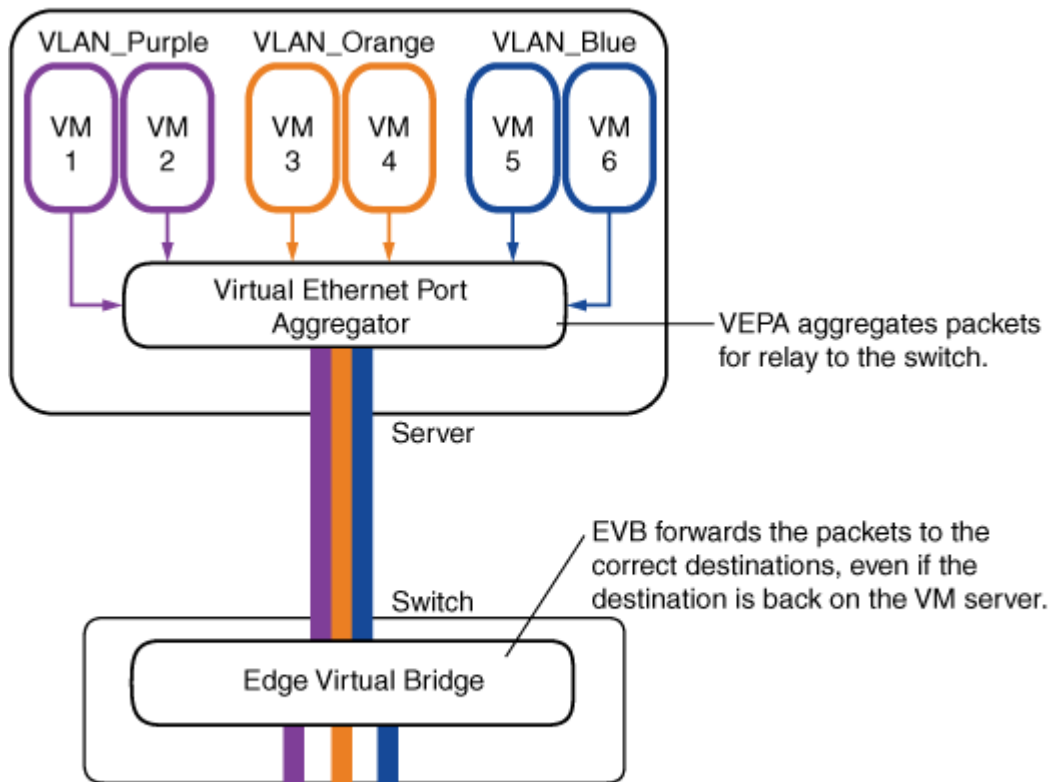 VLAN_Purple
VLAN_Orange
VLAN_Blue
VM
1
VM
2
VM
3
VM
4
VM
5
VM
6
Virtual Ethernet Port
Aggregator
VEPA aggregates packets
for relay to the switch.
Server
EVB forwards the packets to the
correct destinations, even if the
destination is back on the VM server.
Switch
Edge Virtual Bridge